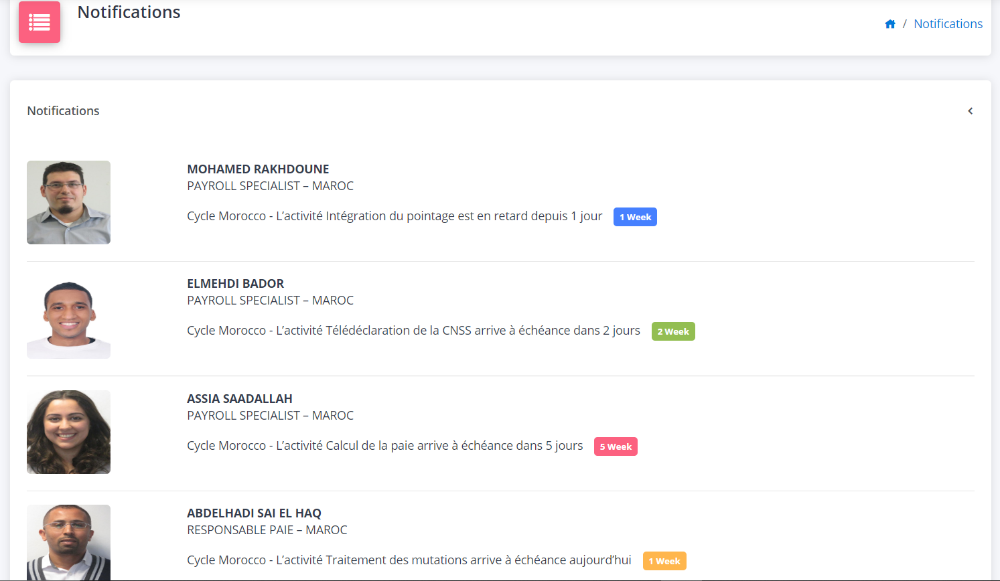 Notifications
/ Notifications
Notifications
MOHAMED RAKHDOUNE
PAYROLL SPECIALIST – MAROC
Cycle Morocco - L’activité Intégration du pointage est en retard depuis 1 jour 1 Week
ELMEHDI BADOR
PAYROLL SPECIALIST – MAROC
Cycle Morocco - L’activité Télédéclaration de la CNSS arrive à échéance dans 2 jours 2 Week
ASSIA SAADALLAH
PAYROLL SPECIALIST – MAROC
Cycle Morocco - L’activité Calcul de la paie arrive à échéance dans 5 jours 5 Week
ABDELHADI SAI EL HAQ
RESPONSABLE PAIE – MAROC
Cycle Morocco - L’activité Traitement des mutations arrive à échéance aujourd’hui 1 Week